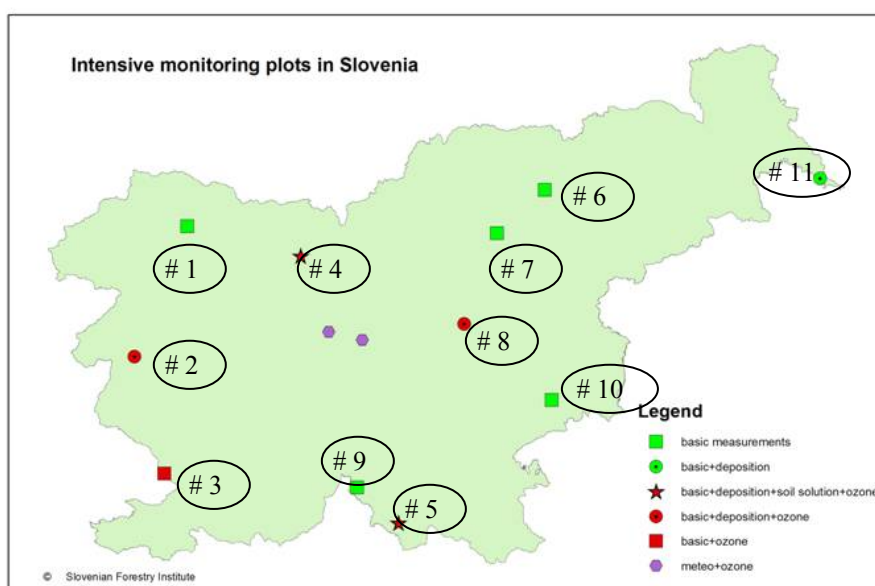 Intensive monitoring plots in Slovenia
# 11
# 6
# 1
# 4
# 7
# 2
# 8
# 10
# 3
# 9
# 5
Legend
basic measurements
basic+deposition
basic+deposition+soil solution+ozone
basic+deposition+ozone
basic+ozone
meteo+ozone
© Slovenian Forestry Institute